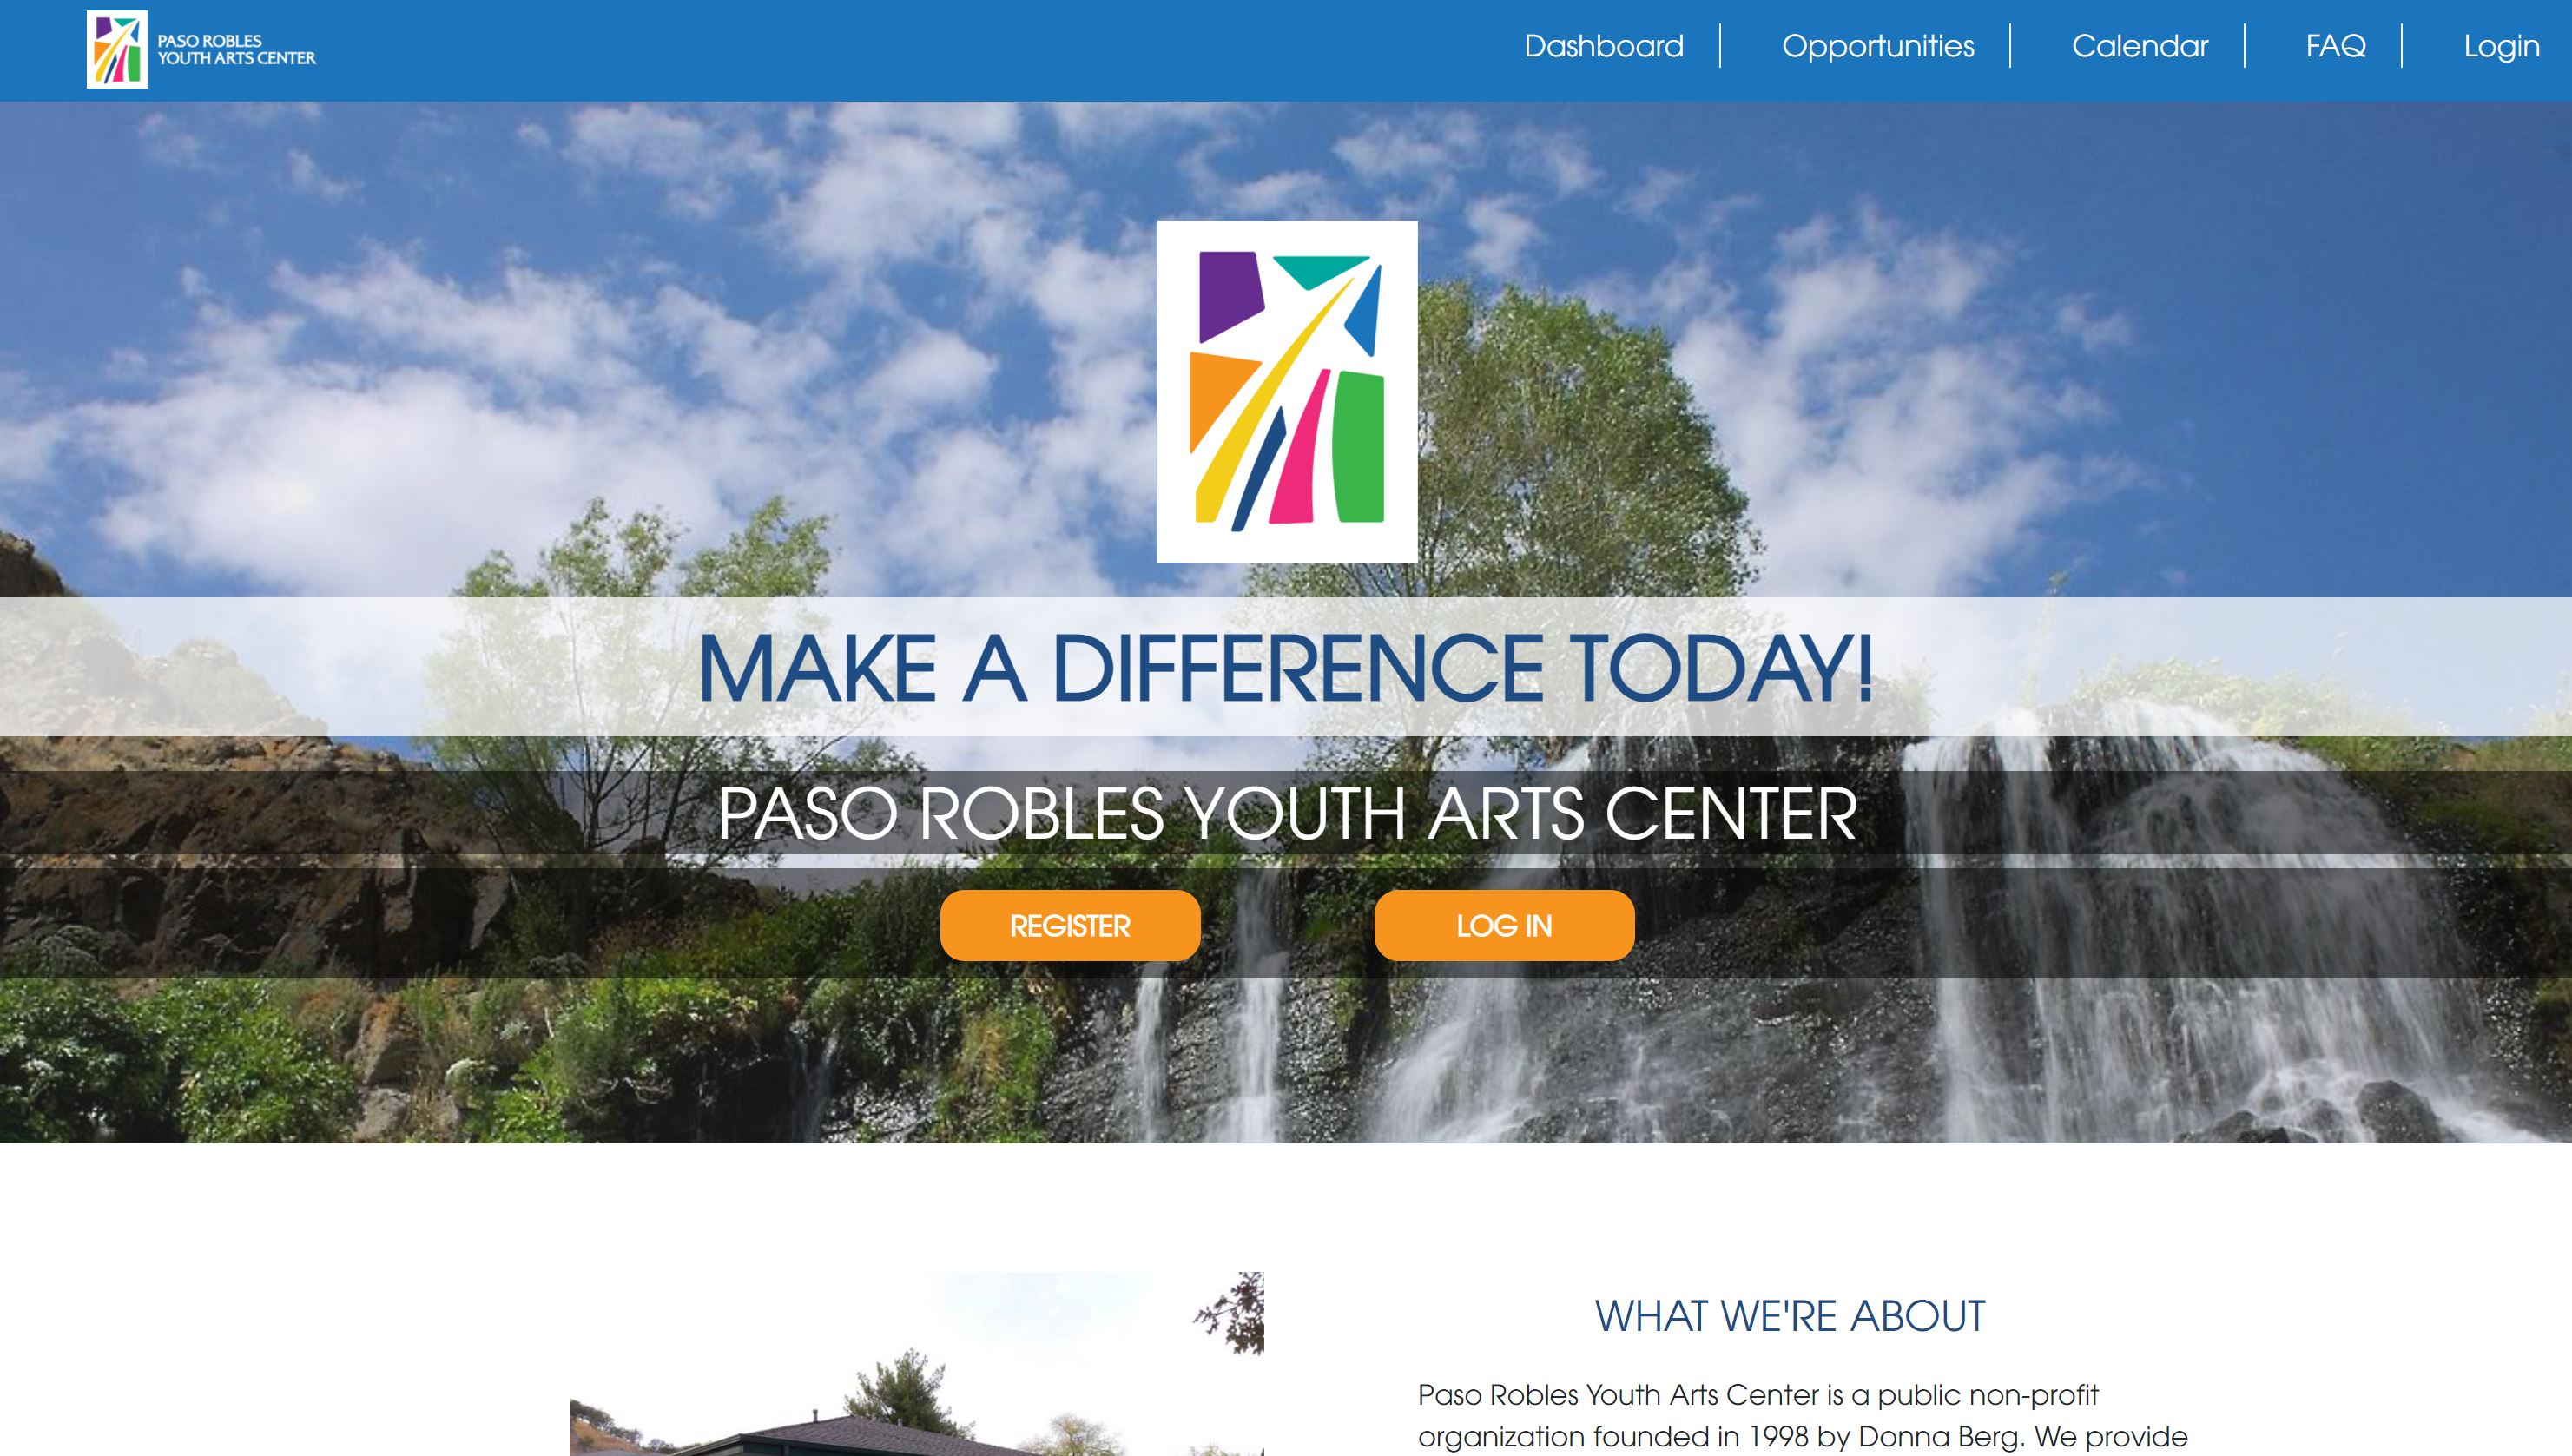 PASO ROBLES
YOUTH ARTS CENTER
Dashboard
Opportunities
Calendar
FAQ
Login
MAKE A DIFFERENCE TODAY!
PASO ROBLES YOUTH ARTS CENTER
REGISTER
LOG IN
WHAT WE'RE ABOUT
Paso Robles Youth Arts Center is a public non-profit
organization founded in 1998 by Donna Berg. We provide